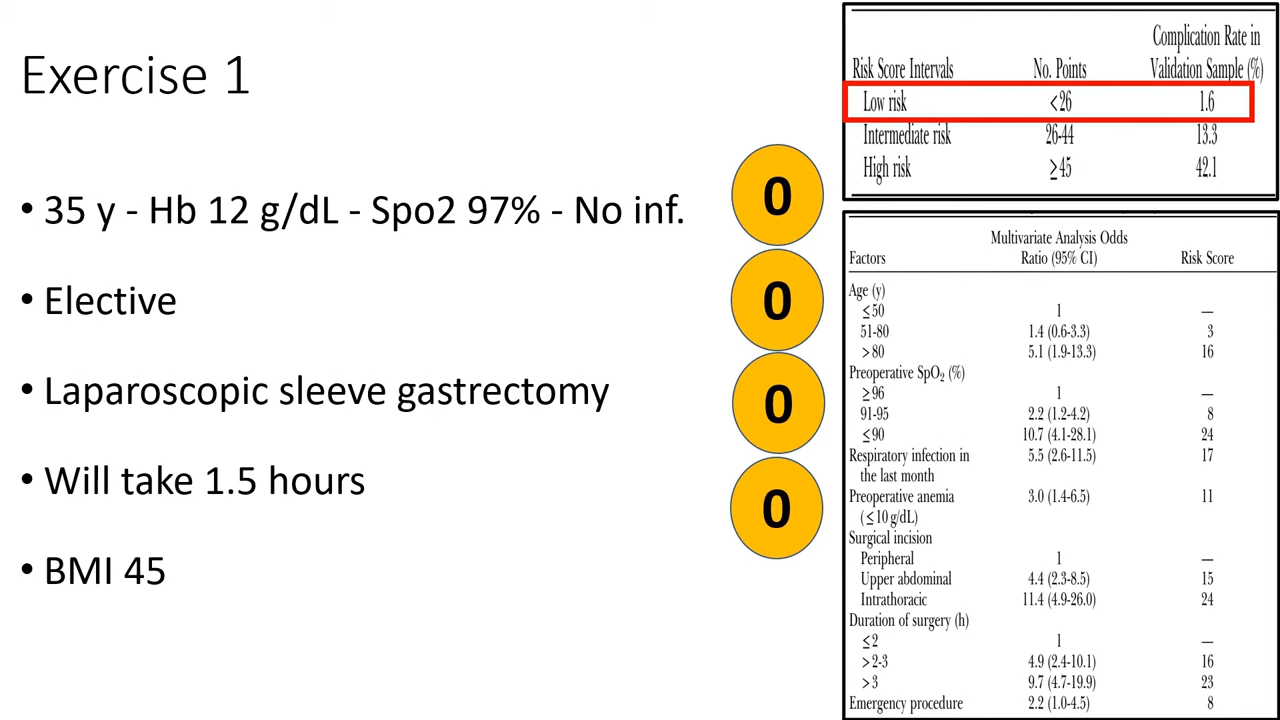 Exercise 1
• 35 y - Hb 12 g/dL - Spo2 97% - No inf.
• Elective
• Laparoscopic sleeve gastrectomy
• Will take 1.5 hours
• BMI 45
0
0
0
0
Complication Rate in
Risk Score Intervals No. Points Validation Sample (%)
Low risk <26 1.6
Intermediate risk 26-44 13.3
High risk ≥45 42.1
Multivariate Analysis Odds
Factors Ratio (95% CI) Risk Score
Age (y)
≤50 1 —
51-80 1.4 (0.6-3.3) 3
>80 5.1 (1.9-13.3) 16
Preoperative SpO₂ (%)
≥96 1 —
91-95 2.2 (1.2-4.2) 8
≤90 10.7 (4.1-28.1) 24
Respiratory infection in 5.5 (2.6-11.5) 17
the last month
Preoperative anemia 3.0 (1.4-6.5) 11
(≤10 g/dL)
Surgical incision
Peripheral 1 —
Upper abdominal 4.4 (2.3-8.5) 15
Intrathoracic 11.4 (4.9-26.0) 24
Duration of surgery (h)
≤2 1 —
>2-3 4.9 (2.4-10.1) 16
>3 9.7 (4.7-19.9) 23
Emergency procedure 2.2 (1.0-4.5) 8